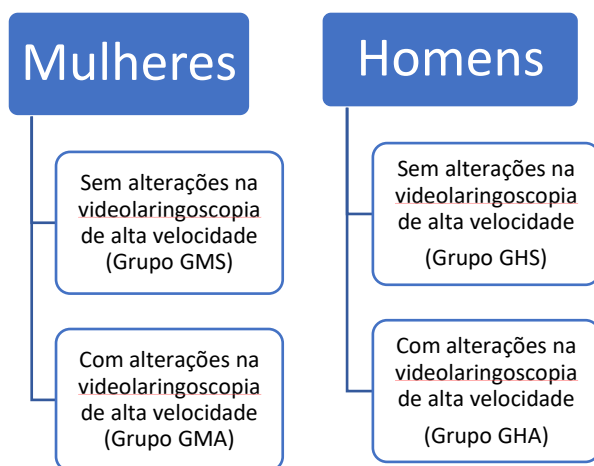 Mulheres
Sem alterações na
videolaringoscopia
de alta velocidade
(Grupo GMS)
Com alterações na
videolaringoscopia
de alta velocidade
(Grupo GMA)
Homens
Sem alterações na
videolaringoscopia
de alta velocidade
(Grupo GHS)
Com alterações na
videolaringoscopia
de alta velocidade
(Grupo GHA)